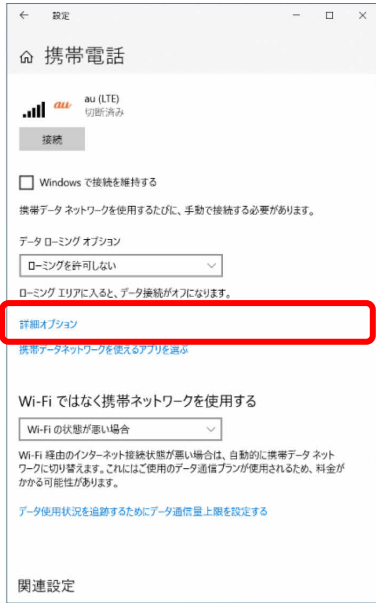 設定
携帯電話
au
au (LTE)
切断済み
接続
Windows で接続を維持する
携帯データ ネットワークを使用するたびに、手動で接続する必要があります。
データ ローミング オプション
ローミングを許可しない
ローミング エリアに入ると、データ接続がオフになります。
詳細オプション
携帯データネットワークを使えるアプリを選ぶ
Wi-Fi ではなく携帯ネットワークを使用する
Wi-Fi の状態が悪い場合
Wi-Fi 経由のインターネット接続状態が悪い場合は、自動的に携帯データ ネット
ワークに切り替えます。これにはご使用のデータ通信プランが使用されるため、料金が
かかる可能性があります。
データ使用状況を追跡するためにデータ通信量上限を設定する
関連設定